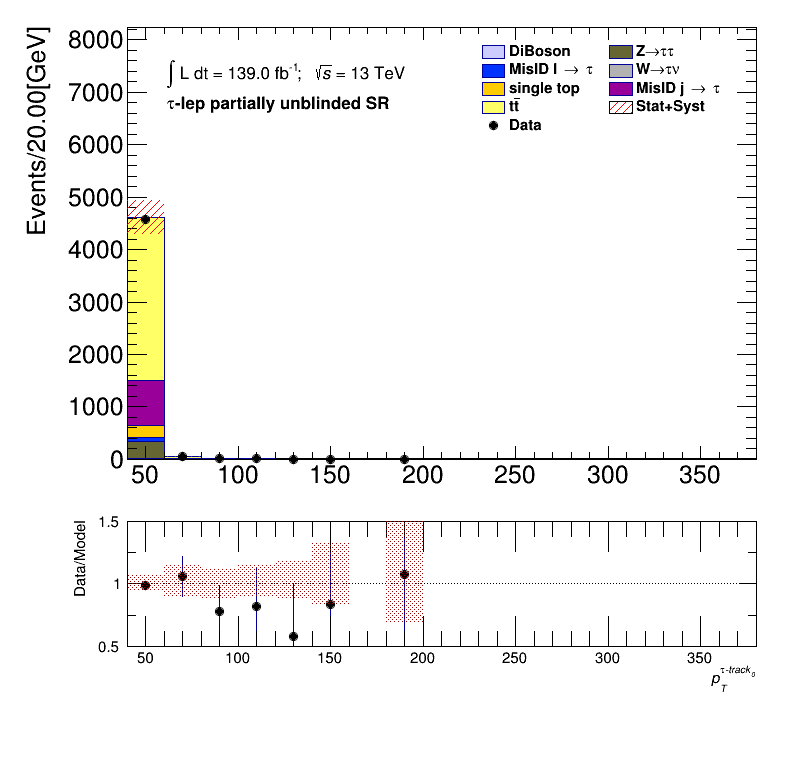 8000
7000
6000
5000
4000
3000
2000
1000
0
Events/20.00[GeV]
∫ L dt = 139.0 fb⁻¹; √s = 13 TeV
τ-lep partially unblinded SR
DiBoson
MisID l → τ
single top
tt̄
Data
Z→ττ
W→τν
MisID j → τ
Stat+Syst
50 100 150 200 250 300 350
Data/Model
1.5
1
0.5
50 100 150 200 250 300 350
p_T^τ-track₀